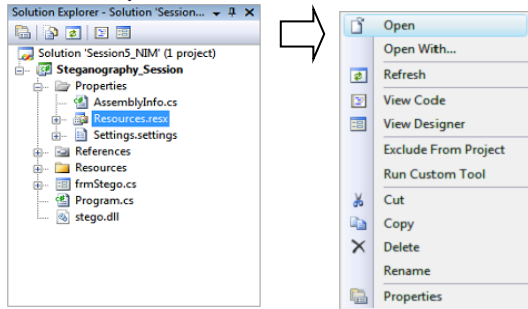 Solution Explorer - Solution 'Session...
Solution 'Session5_NIM' (1 project)
Steganography_Session
Properties
AssemblyInfo.cs
Resources.resx
Settings.settings
References
Resources
frmStego.cs
Program.cs
stego.dll
Open
Open With...
Refresh
View Code
View Designer
Exclude From Project
Run Custom Tool
Cut
Copy
Delete
Rename
Properties